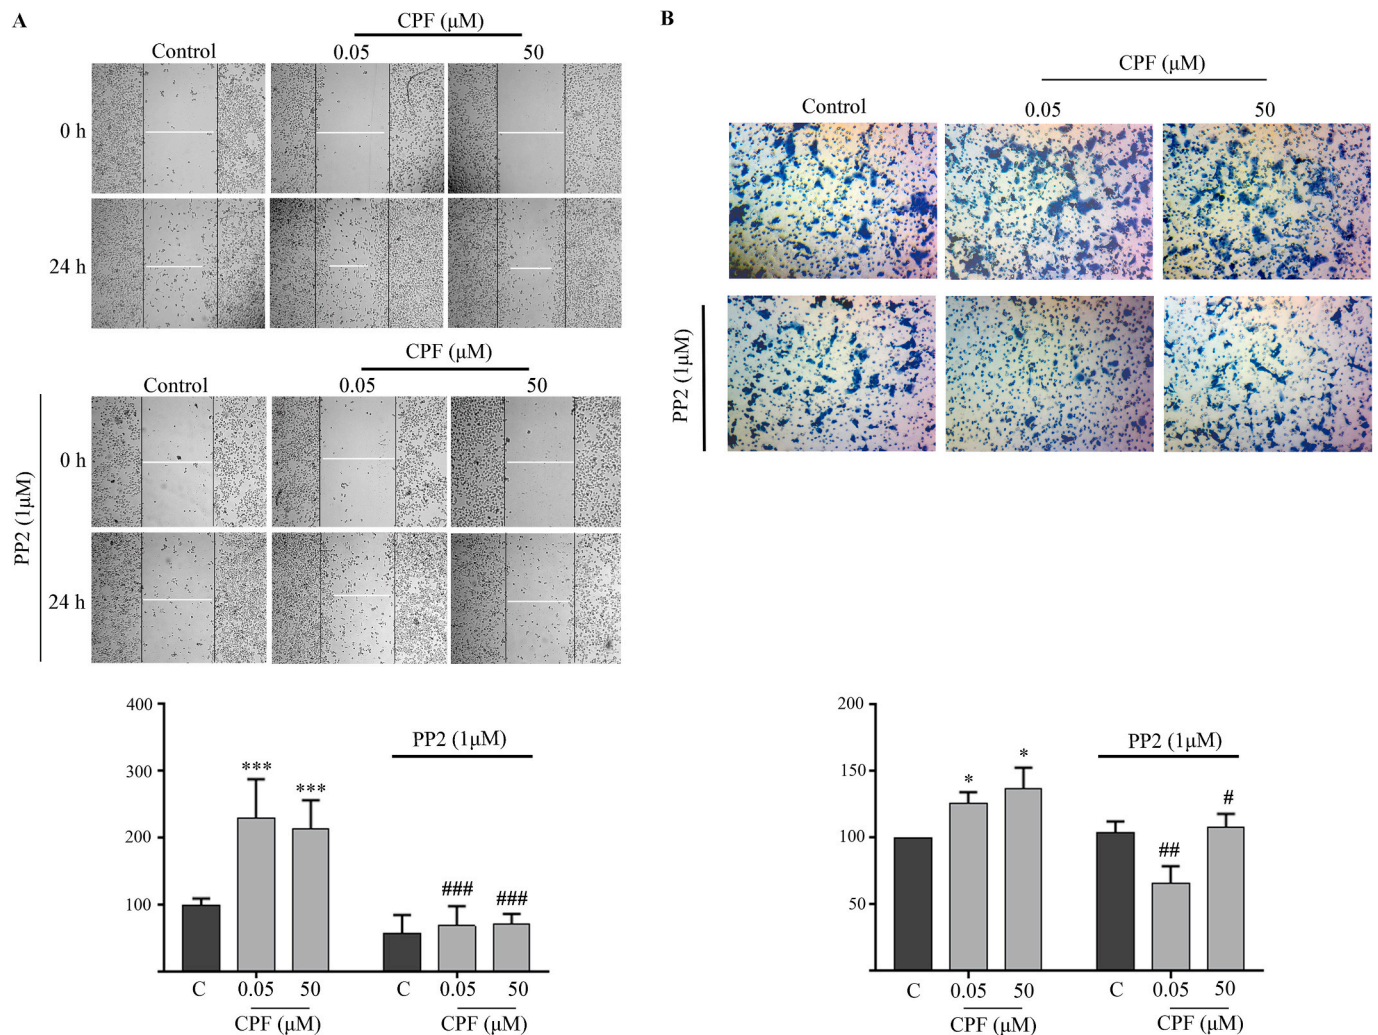 A
CPF (μM)
Control 0.05 50
0 h
24 h
CPF (μM)
Control 0.05 50
PP2 (1μM)
0 h
24 h
400
300
200
100
*** ***
PP2 (1μM)
### ###
C 0.05 50 C 0.05 50
CPF (μM) CPF (μM)
B
CPF (μM)
Control 0.05 50
PP2 (1μM)
200
150
100
50
* *
PP2 (1μM)
## #
C 0.05 50 C 0.05 50
CPF (μM) CPF (μM)